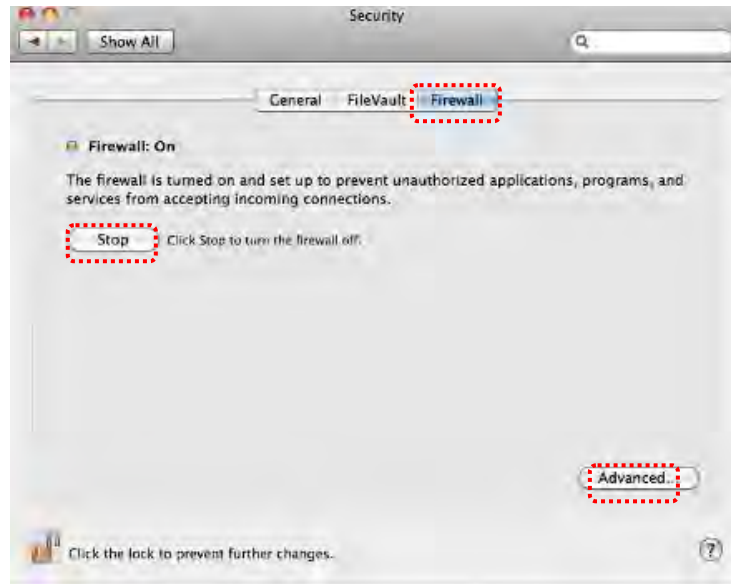 Security
Show All
General FileVault Firewall
Firewall: On
The firewall is turned on and set up to prevent unauthorized applications, programs, and
services from accepting incoming connections.
Stop Click Stop to turn the firewall off.
Advanced...
Click the lock to prevent further changes.
?